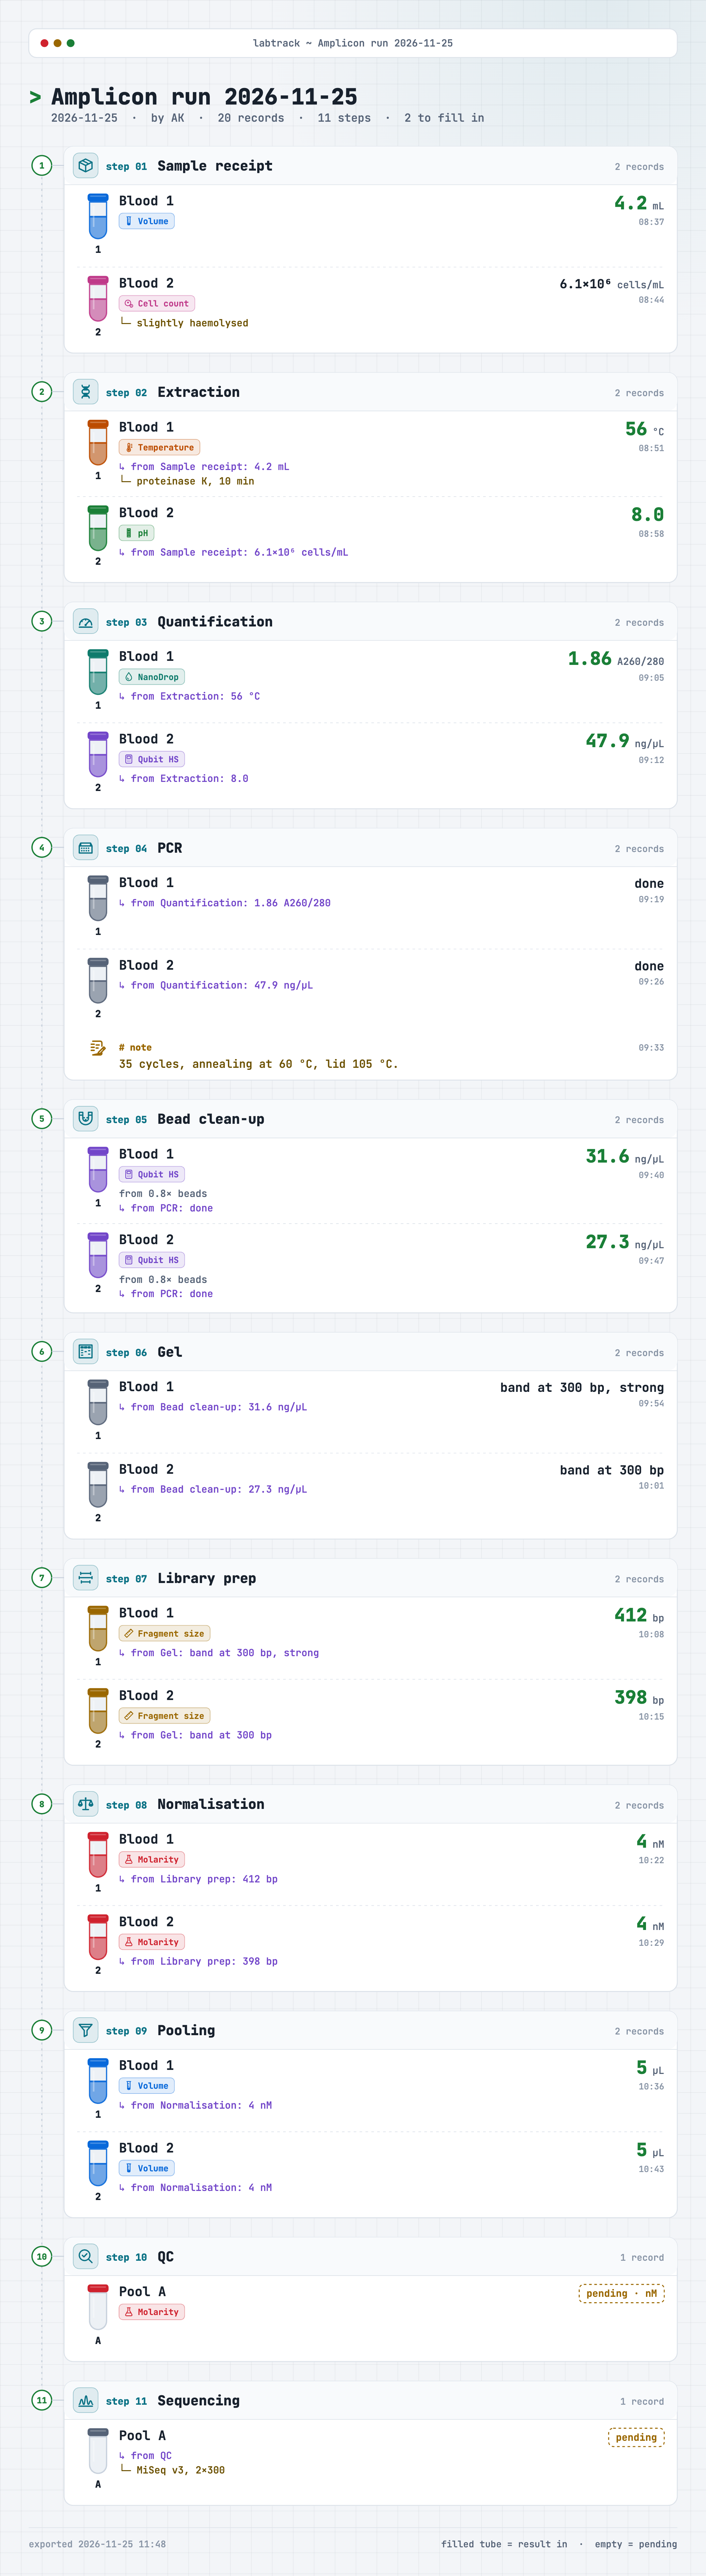 labtrack ~ Amplicon run 2026-11-25
> Amplicon run 2026-11-25
2026-11-25 · by AK · 20 records · 11 steps · 2 to fill in
1 step 01 Sample receipt 2 records
Blood 1 4.2 mL
Volume 08:37
1
Blood 2 6.1×10⁶ cells/mL
Cell count 08:44
└─ slightly haemolysed
2
2 step 02 Extraction 2 records
Blood 1 56 °C
Temperature 08:51
↳ from Sample receipt: 4.2 mL
1
└─ proteinase K, 10 min
Blood 2 8.0
pH 08:58
↳ from Sample receipt: 6.1×10⁶ cells/mL
2
3 step 03 Quantification 2 records
Blood 1 1.86 A260/280
NanoDrop 09:05
↳ from Extraction: 56 °C
1
Blood 2 47.9 ng/µL
Qubit HS 09:12
↳ from Extraction: 8.0
2
4 step 04 PCR 2 records
Blood 1 done
↳ from Quantification: 1.86 A260/280 09:19
1
Blood 2 done
↳ from Quantification: 47.9 ng/µL 09:26
2
# note 09:33
35 cycles, annealing at 60 °C, lid 105 °C.
5 step 05 Bead clean-up 2 records
Blood 1 31.6 ng/µL
Qubit HS 09:40
from 0.8× beads
1
↳ from PCR: done
Blood 2 27.3 ng/µL
Qubit HS 09:47
from 0.8× beads
2
↳ from PCR: done
6 step 06 Gel 2 records
Blood 1 band at 300 bp, strong
↳ from Bead clean-up: 31.6 ng/µL 09:54
1
Blood 2 band at 300 bp
↳ from Bead clean-up: 27.3 ng/µL 10:01
2
7 step 07 Library prep 2 records
Blood 1 412 bp
Fragment size 10:08
↳ from Gel: band at 300 bp, strong
1
Blood 2 398 bp
Fragment size 10:15
↳ from Gel: band at 300 bp
2
8 step 08 Normalisation 2 records
Blood 1 4 nM
Molarity 10:22
↳ from Library prep: 412 bp
1
Blood 2 4 nM
Molarity 10:29
↳ from Library prep: 398 bp
2
9 step 09 Pooling 2 records
Blood 1 5 µL
Volume 10:36
↳ from Normalisation: 4 nM
1
Blood 2 5 µL
Volume 10:43
↳ from Normalisation: 4 nM
2
10 step 10 QC 1 record
Pool A pending · nM
Molarity
A
11 step 11 Sequencing 1 record
Pool A pending
↳ from QC
└─ MiSeq v3, 2×300
A
exported 2026-11-25 11:48 filled tube = result in · empty = pending